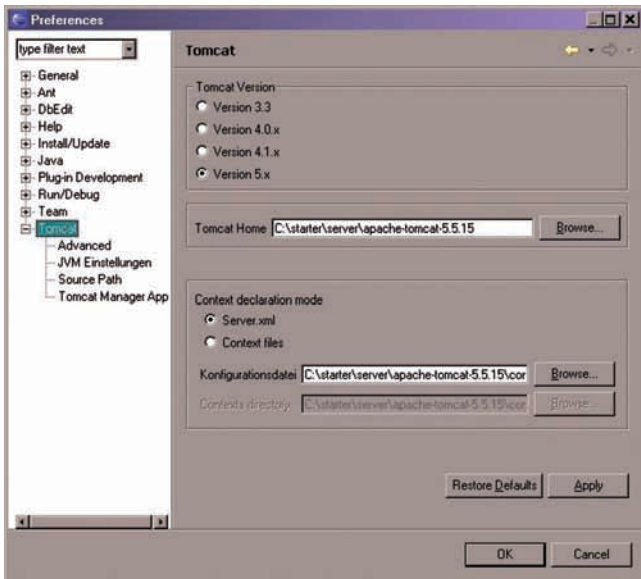 Preferences
type filter text
General
Ant
DbEdit
Help
Install/Update
Java
Plug-in Development
Run/Debug
Team
Tomcat
Advanced
JVM Einstellungen
Source Path
Tomcat Manager App
Tomcat
Tomcat Version
Version 3.3
Version 4.0.x
Version 4.1.x
Version 5.x
Tomcat Home C:\starter\server\apache-tomcat-5.5.15 Browse...
Context declaration mode
Server.xml
Context files
Konfigurationsdatei C:\starter\server\apache-tomcat-5.5.15\cor Browse...
Contexts directory C:\starter\server\apache-tomcat-5.5.15\cor Browse...
Restore Defaults Apply
OK Cancel